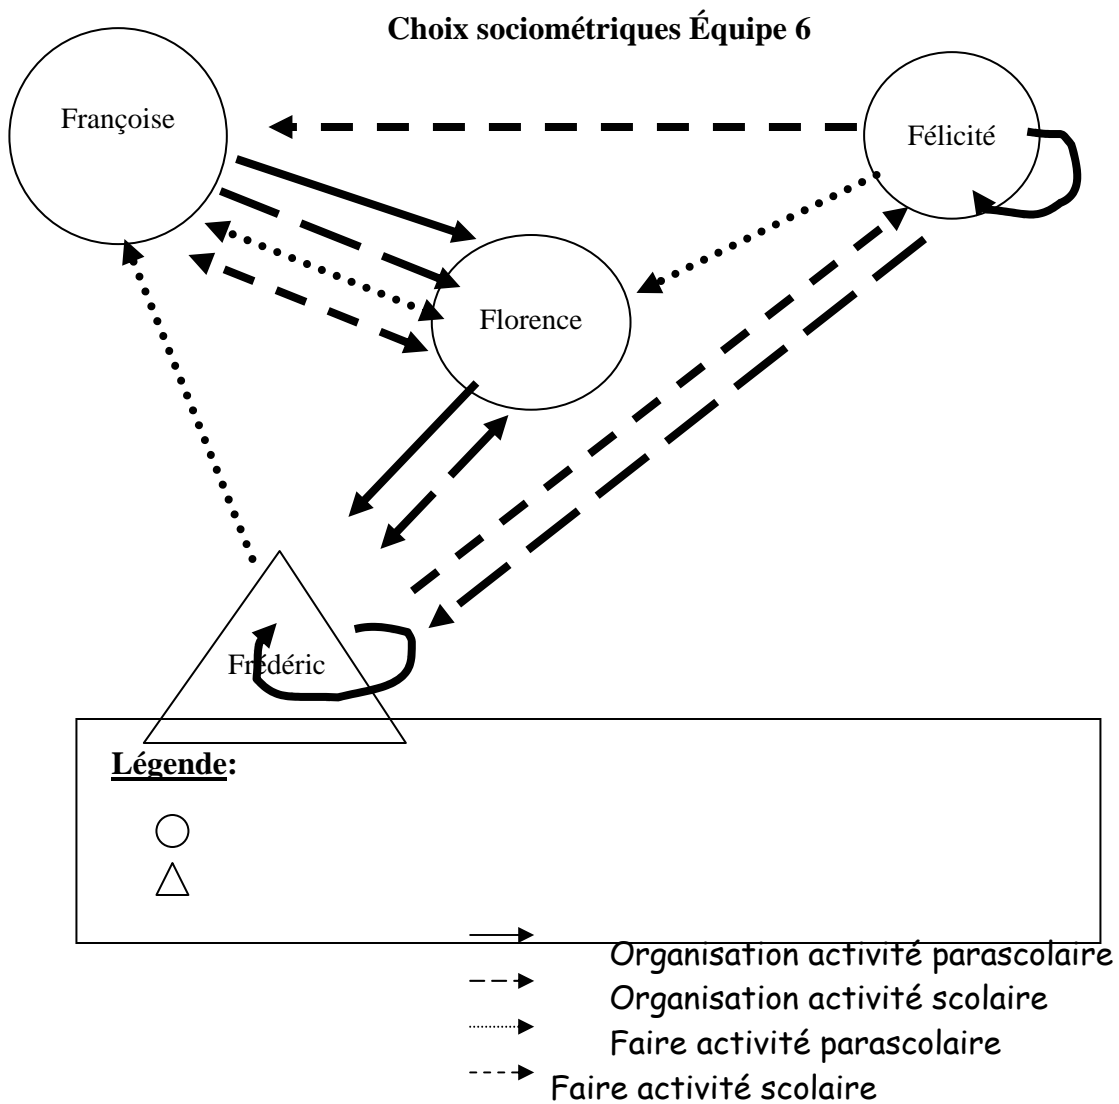 Choix sociométriques Équipe 6
Françoise
Félicité
Florence
Frédéric
Légende:
Organisation activité parascolaire
Organisation activité scolaire
Faire activité parascolaire
Faire activité scolaire